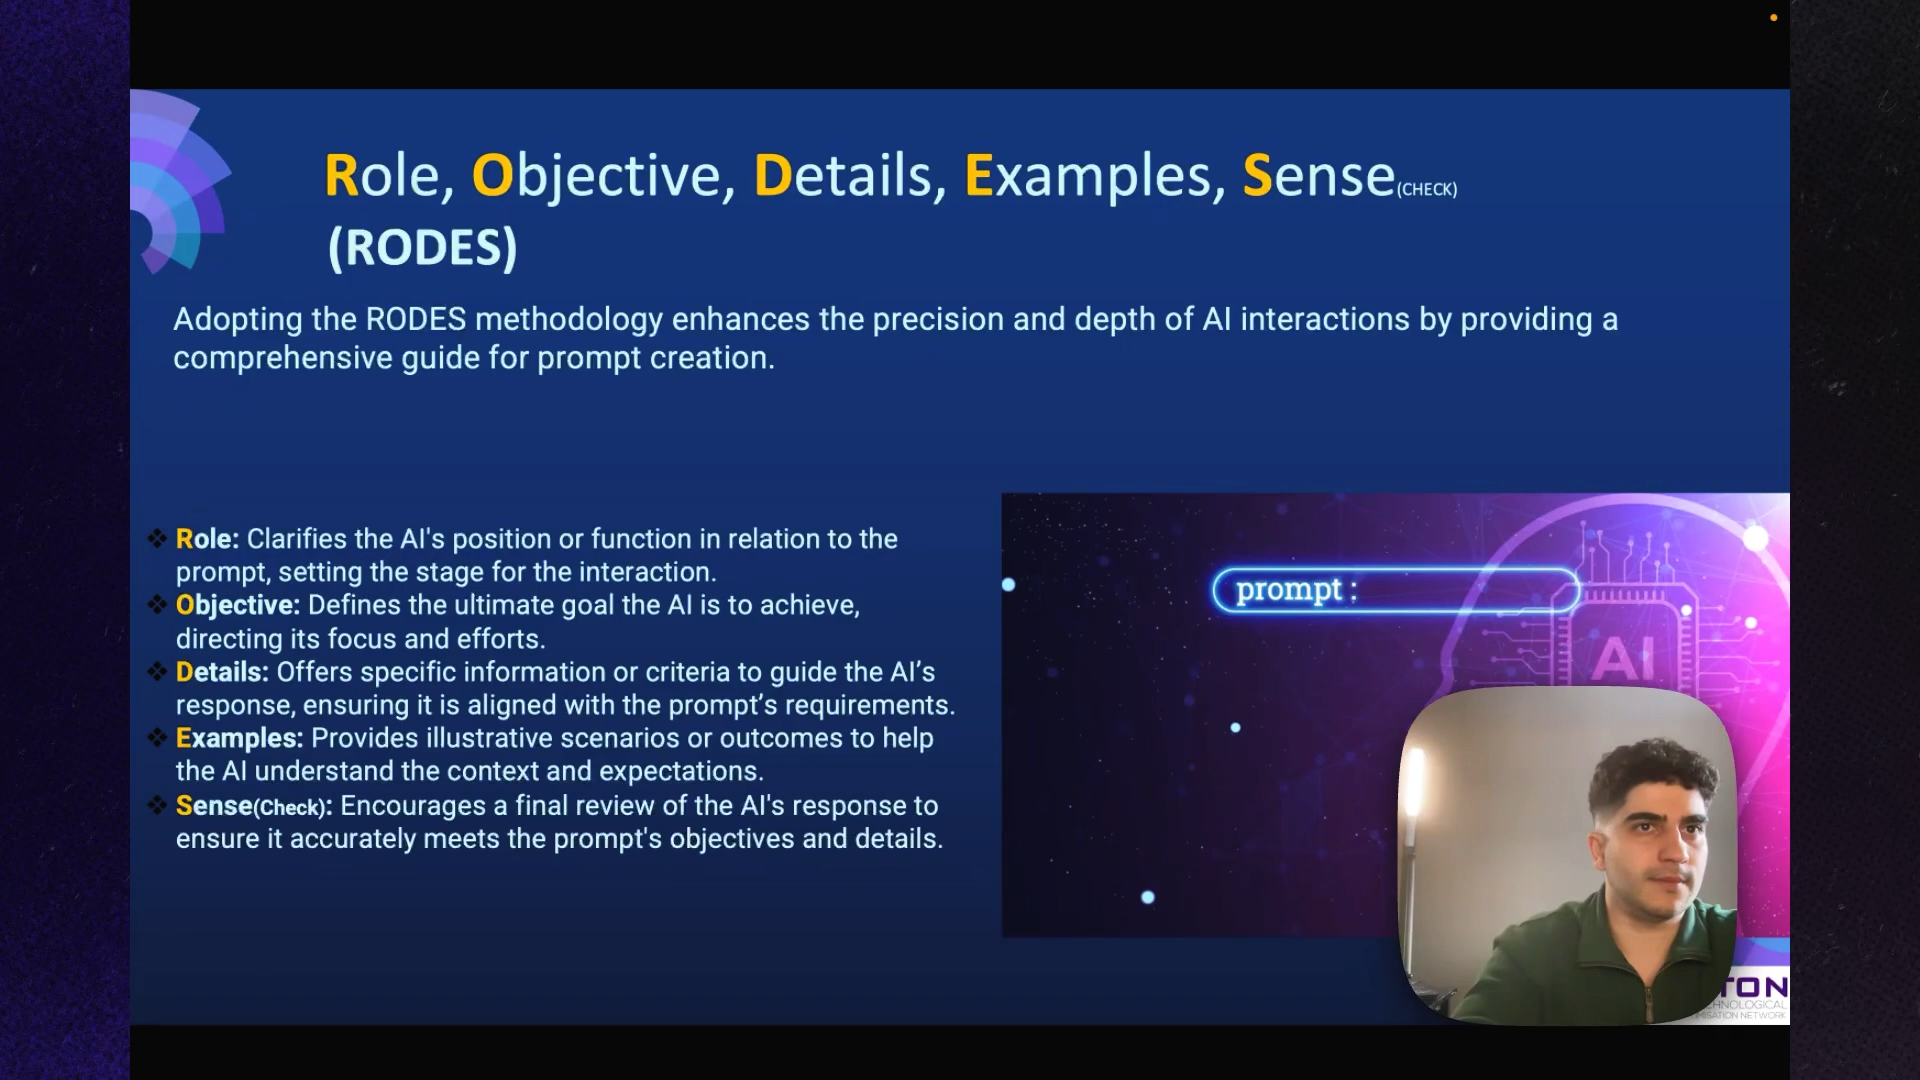 Role, Objective, Details, Examples, Sense(CHECK)
(RODES)
Adopting the RODES methodology enhances the precision and depth of AI interactions by providing a
comprehensive guide for prompt creation.
❖ Role: Clarifies the AI's position or function in relation to the
prompt, setting the stage for the interaction.
❖ Objective: Defines the ultimate goal the AI is to achieve,
directing its focus and efforts.
❖ Details: Offers specific information or criteria to guide the AI’s
response, ensuring it is aligned with the prompt’s requirements.
❖ Examples: Provides illustrative scenarios or outcomes to help
the AI understand the context and expectations.
❖ Sense(Check): Encourages a final review of the AI's response to
ensure it accurately meets the prompt's objectives and details.
prompt :
AI
NETWORK